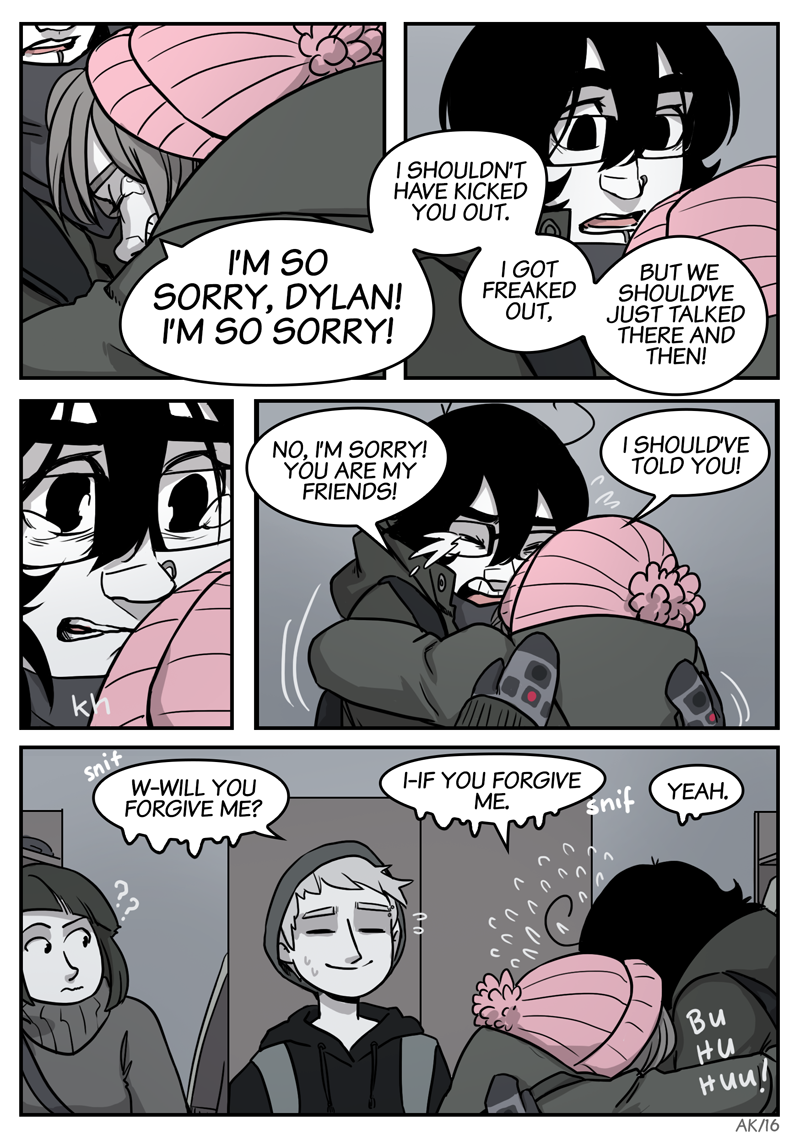 I'M SO
SORRY, DYLAN!
I'M SO SORRY!
I SHOULDN'T
HAVE KICKED
YOU OUT.
I GOT
FREAKED
OUT,
BUT WE
SHOULD'VE
JUST TALKED
THERE AND
THEN!
kh
NO, I'M SORRY!
YOU ARE MY
FRIENDS!
I SHOULD'VE
TOLD YOU!
snif
W-WILL YOU
FORGIVE ME?
I-IF YOU FORGIVE
ME.
snif
YEAH.
???
BU
HU
HUU!
AK/16